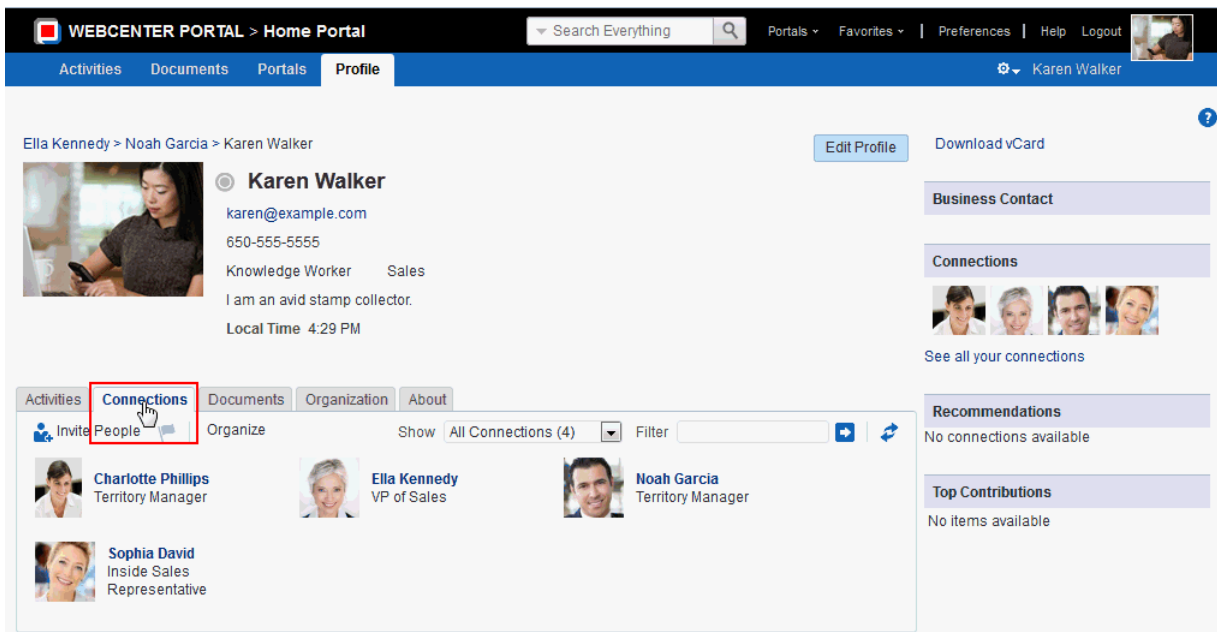 WEBCENTER PORTAL > Home Portal
Search Everything
Portals
Favorites
Preferences
Help
Logout
Activities
Documents
Portals
Profile
Karen Walker
Ella Kennedy > Noah Garcia > Karen Walker
Edit Profile
Download vCard
Karen Walker
karen@example.com
650-555-5555
Knowledge Worker Sales
I am an avid stamp collector.
Local Time 4:29 PM
Business Contact
Connections
See all your connections
Activities
Connections
Documents
Organization
About
Invite People
Organize
Show All Connections (4)
Filter
Charlotte Phillips
Territory Manager
Ella Kennedy
VP of Sales
Noah Garcia
Territory Manager
Sophia David
Inside Sales
Representative
Recommendations
No connections available
Top Contributions
No items available